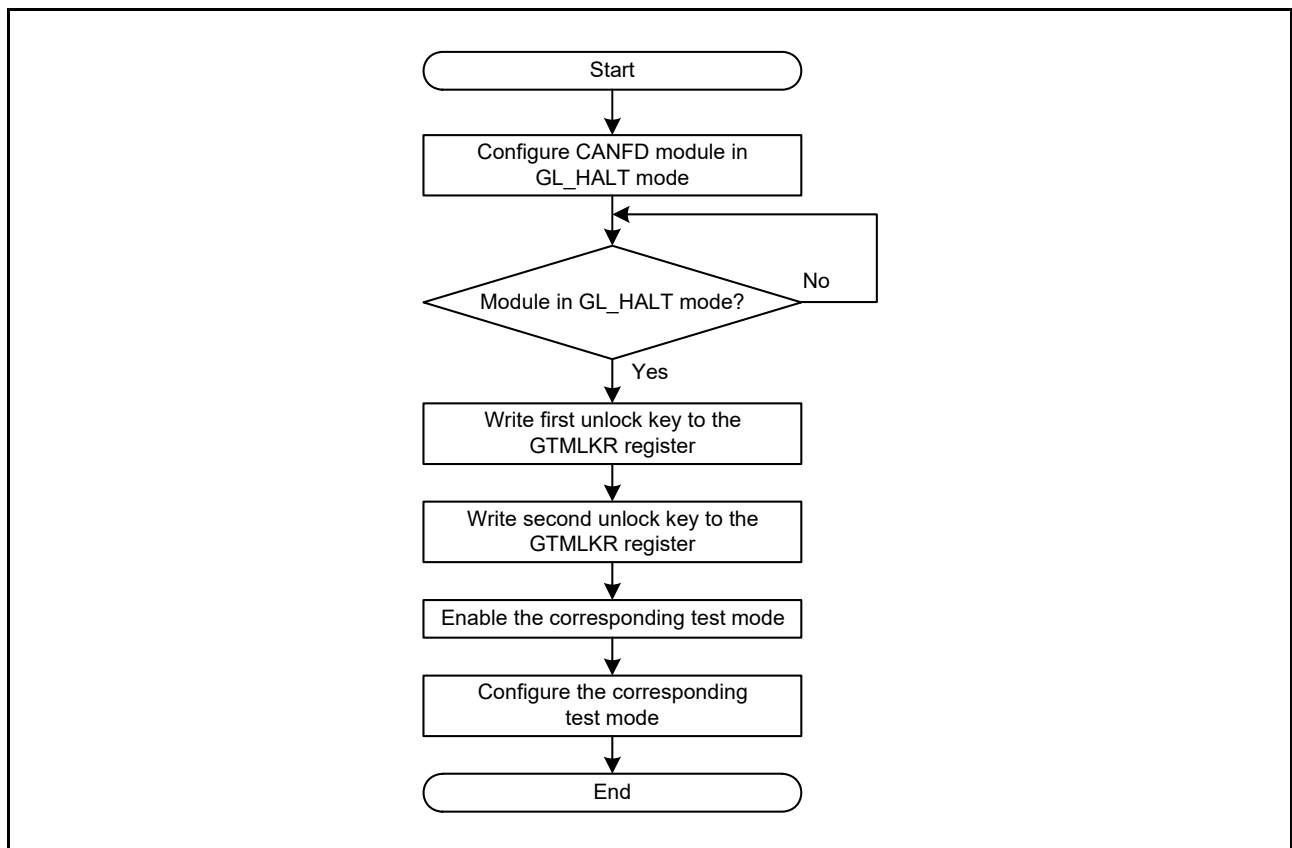 Start
Configure CANFD module in
GL_HALT mode
Module in GL_HALT mode?
No
Yes
Write first unlock key to the
GTMLKR register
Write second unlock key to the
GTMLKR register
Enable the corresponding test mode
Configure the corresponding
test mode
End